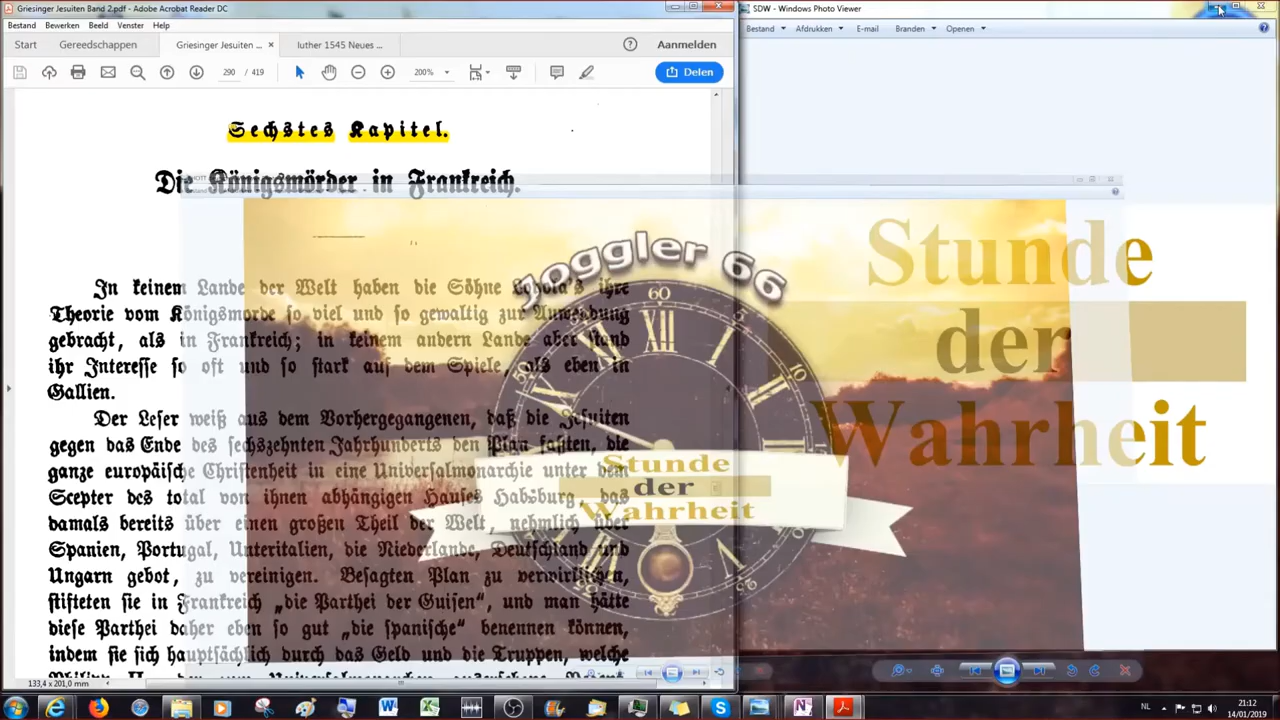 Griesinger Jesuiten Band 2.pdf - Adobe Acrobat Reader DC
Bestand Bewerken Beeld Venster Help
Start Gereedschappen Griesinger Jesuiten ... × luther 1545 Neues ... Aanmelden
290 / 419 200% Delen
Sechstes Kapitel.
Die Königsmörder in Frankreich.
In keinem Lande der Welt haben die Söhne Loyola's ihre
Theorie vom Königsmorde so viel und so gewaltig zur Anwendung
gebracht, als in Frankreich; in keinem andern Lande aber stand
ihr Interesse so oft und so stark auf dem Spiele, als eben in
Gallien.
Der Leser weiß aus dem Vorhergegangenen, daß die Jesuiten
gegen das Ende des sechszehnten Jahrhunderts den Plan faßten, die
ganze europäische Christenheit in eine Universalmonarchie unter dem
Scepter des total von ihnen abhängigen Hauses Habsburg, das
damals bereits über einen großen Theil der Welt, nehmlich über
Spanien, Portugal, Unteritalien, die Niederlande, Deutschland und
Ungarn gebot, zu vereinigen. Besagten Plan zu verwirklichen,
stifteten sie in Frankreich „die Parthei der Guisen“, und man hätte
diese Parthei daher eben so gut „die spanische“ benennen können,
indem sie sich hauptsächlich durch das Geld und die Truppen, welche
133,4 x 201,0 mm
SDW - Windows Photo Viewer
Bestand Afdrukken E-mail Branden Openen
joggler 66
60
XII
5
10
Stunde
der
Wahrheit
Stunde
der
Wahrheit
NL 21:12
14/01/2019